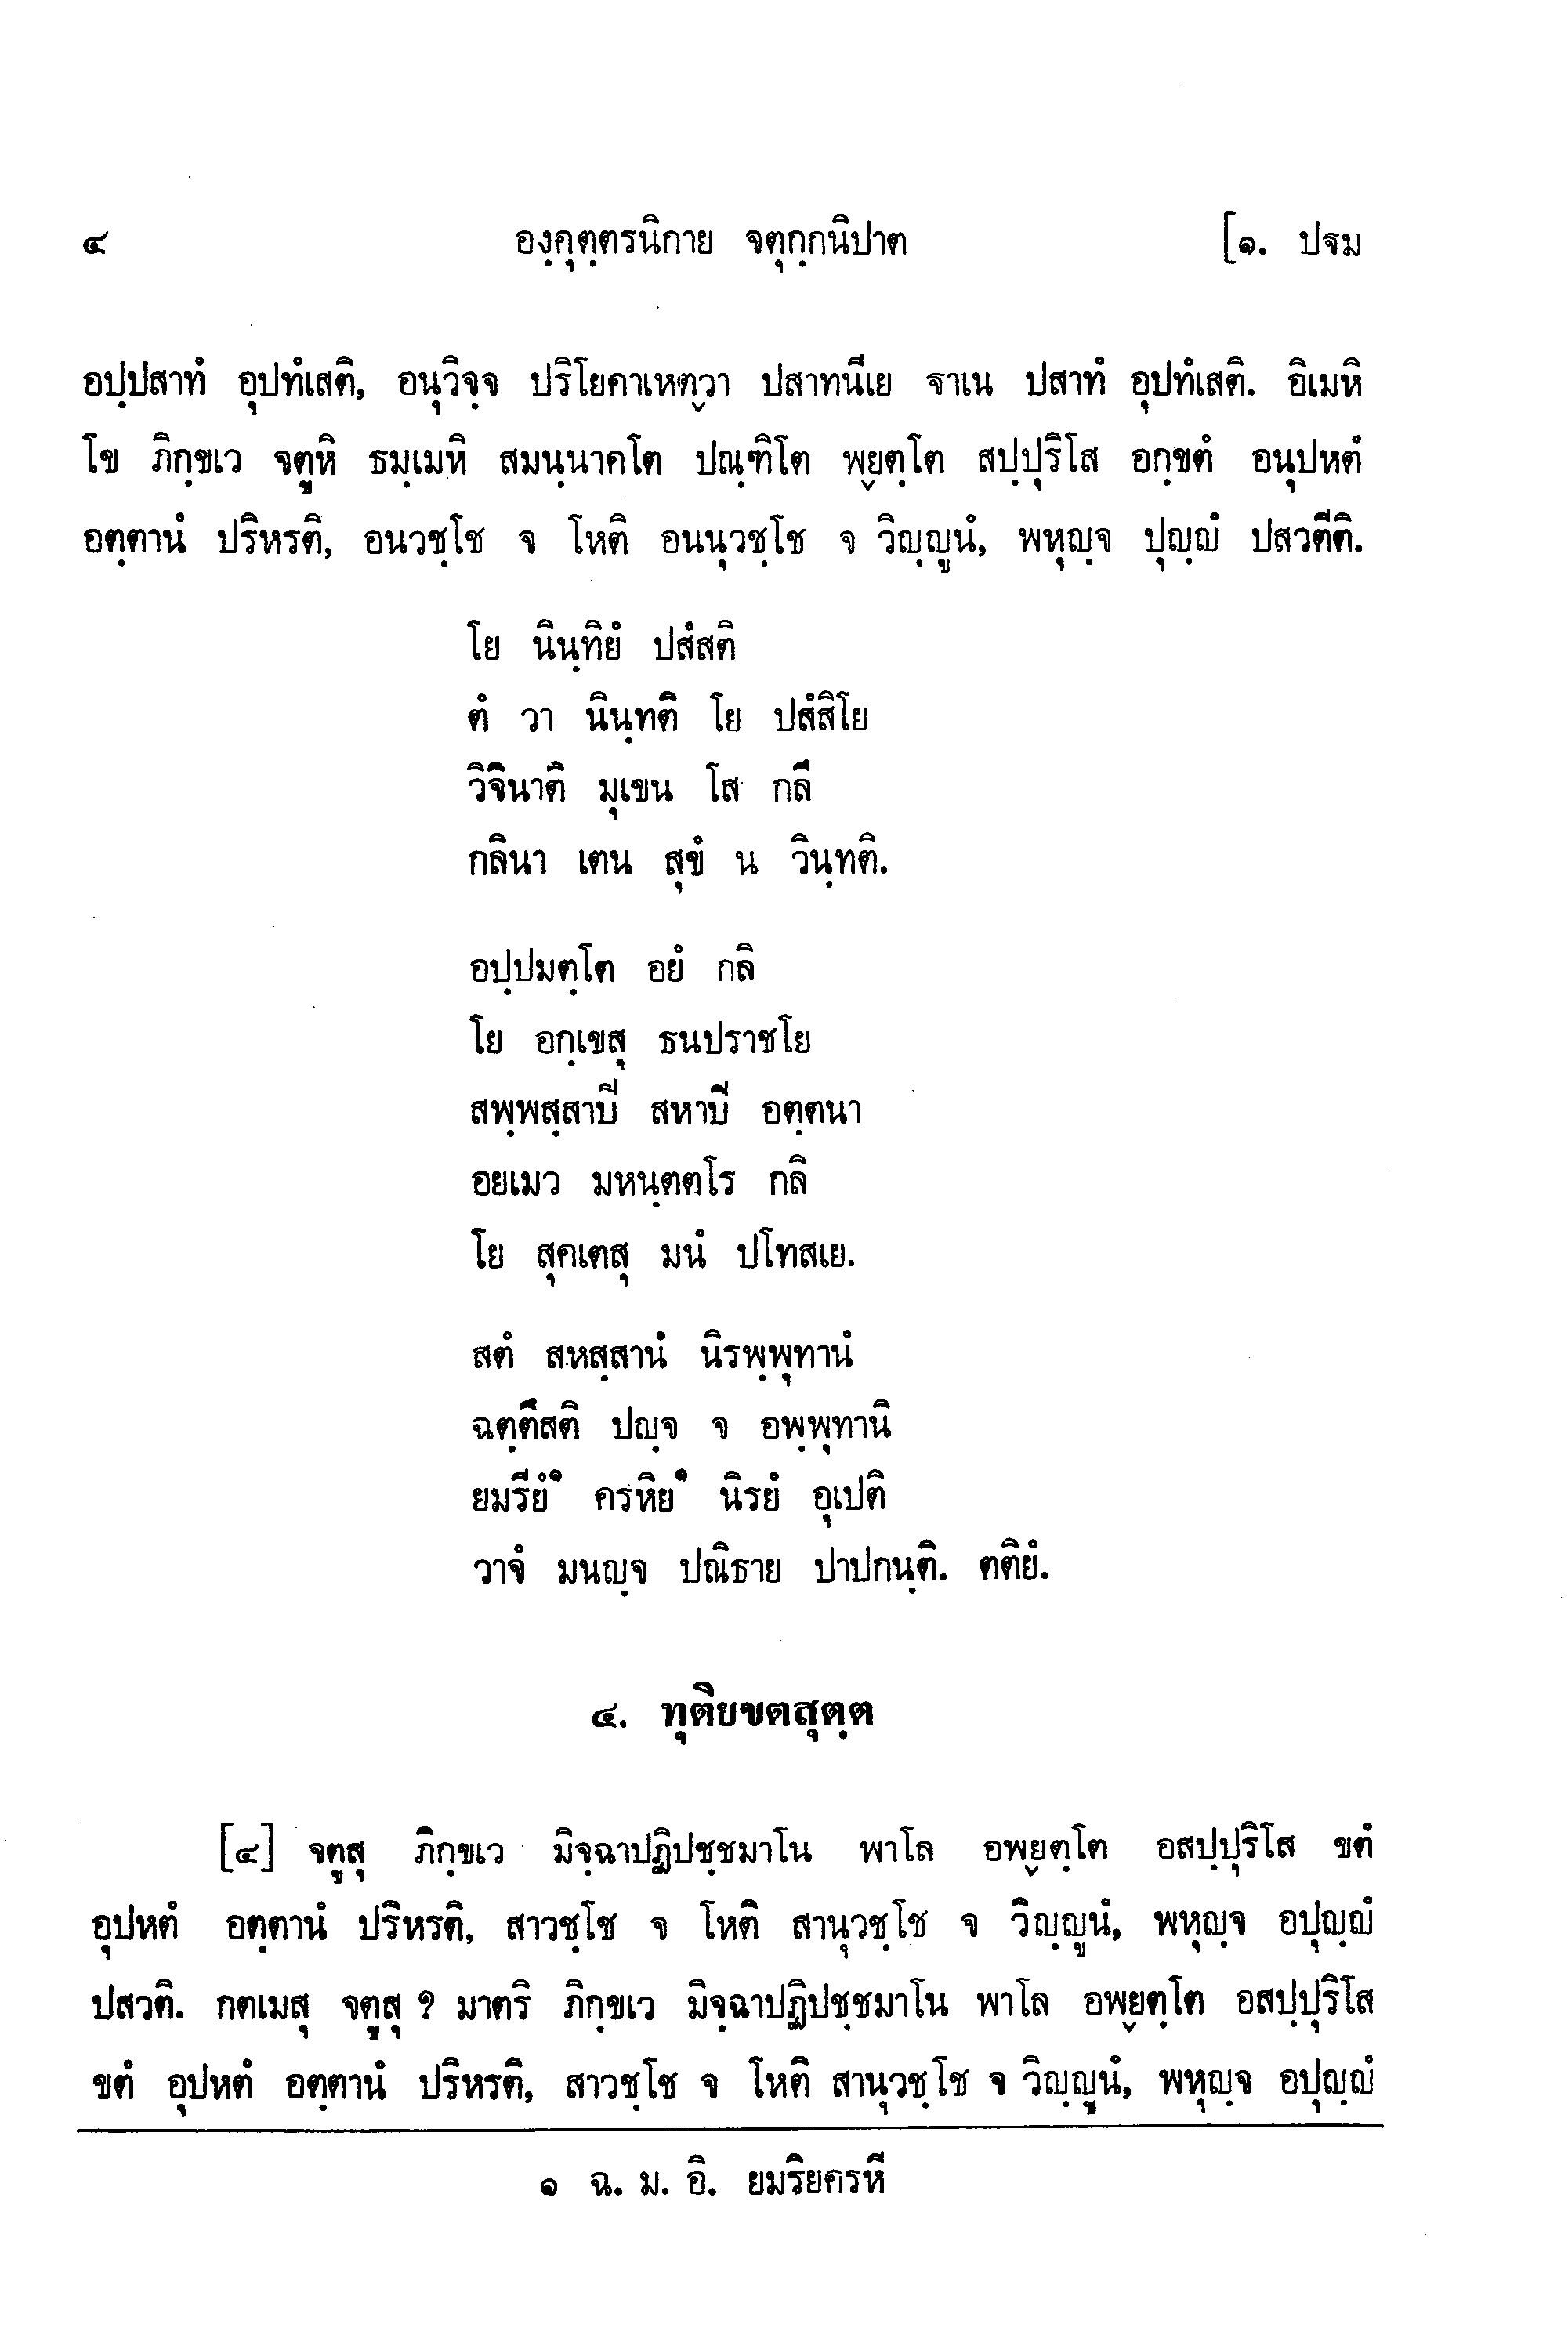 ๔ องฺคุตฺตรนิกาย จตุกฺกนิปาต [๑. ปฐม
อปฺปสาทํ อุปทํเสติ, อนุวิจฺจ ปริโยคาเหตฺวา ปสาทนีเย ฐาเน ปสาทํ อุปทํเสติ. อิเมหิ
โข ภิกฺขเว จตูหิ ธมฺเมหิ สมนฺนาคโต ปณฺฑิโต พฺยตฺโต สปฺปุริโส อกฺขตํ อนุปหตํ
อตฺตานํ ปริหรติ, อนวชฺโช จ โหติ อนนุวชฺโช จ วิญฺญูนํ, พหุญฺจ ปุญฺญํ ปสวตีติ.
โย นินฺทิยํ ปสํสติ
ตํ วา นินฺทติ โย ปสํสิโย
วิจินาติ มุเขน โส กลึ
กลินา เตน สุขํ น วินฺทติ.
อปฺปมตฺโต อยํ กลิ
โย อกฺเขสุ ธนปราชโย
สพฺพสฺสาปิ สหาปิ อตฺตนา
อยเมว มหนฺตตโร กลิ
โย สุคเตสุ มนํ ปโทสเย.
สตํ สหสฺสานํ นิรพฺพุทานํ
ฉตฺตึสติ ปญฺจ จ อพฺพุทานิ
ยมรียํ ๑ ครหิย ๑ นิรยํ อุเปติ
วาจํ มนญฺจ ปณิธาย ปาปกนฺติ. ตติยํ.
๔. ทุติยขตสุตฺต
[๔] จตูสุ ภิกฺขเว มิจฺฉาปฏิปชฺชมาโน พาโล อพฺยตฺโต อสปฺปุริโส ขตํ
อุปหตํ อตฺตานํ ปริหรติ, สาวชฺโช จ โหติ สานุวชฺโช จ วิญฺญูนํ, พหุญฺจ อปุญฺญํ
ปสวติ. กตเมสุ จตูสุ ? มาตริ ภิกฺขเว มิจฺฉาปฏิปชฺชมาโน พาโล อพฺยตฺโต อสปฺปุริโส
ขตํ อุปหตํ อตฺตานํ ปริหรติ, สาวชฺโช จ โหติ สานุวชฺโช จ วิญฺญูนํ, พหุญฺจ อปุญฺญํ
๑ ฉ. ม. อิ. ยมริยครหี